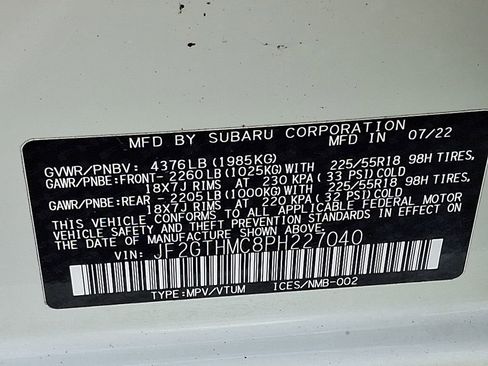 MFD BY SUBARU CORPORATION IN 07/22
GVWR/PNBV: 4376LB (1985KG)
GAWR/PNBE:FRONT- 2260LB (1025KG)WITH 225/55R18 98H TIRES,
18X7J RIMS AT 230 KPA (33 PSI)COLD
GAWR/PNBE:REAR - 2205LB (1000KG)WITH 225/55R18 98H TIRES,
18X7J RIMS AT 220 KPA (32 PSI)COLD
THIS VEHICLE CONFORMS TO ALL APPLICABLE FEDERAL MOTOR
VEHICLE SAFETY AND THEFT PREVENTION STANDARDS IN EFFECT ON
THE DATE OF MANUFACTURE SHOWN ABOVE.
VIN: JF2GTHMC8PH227040
TYPE:MPV/VTUM ICES/NMB-002